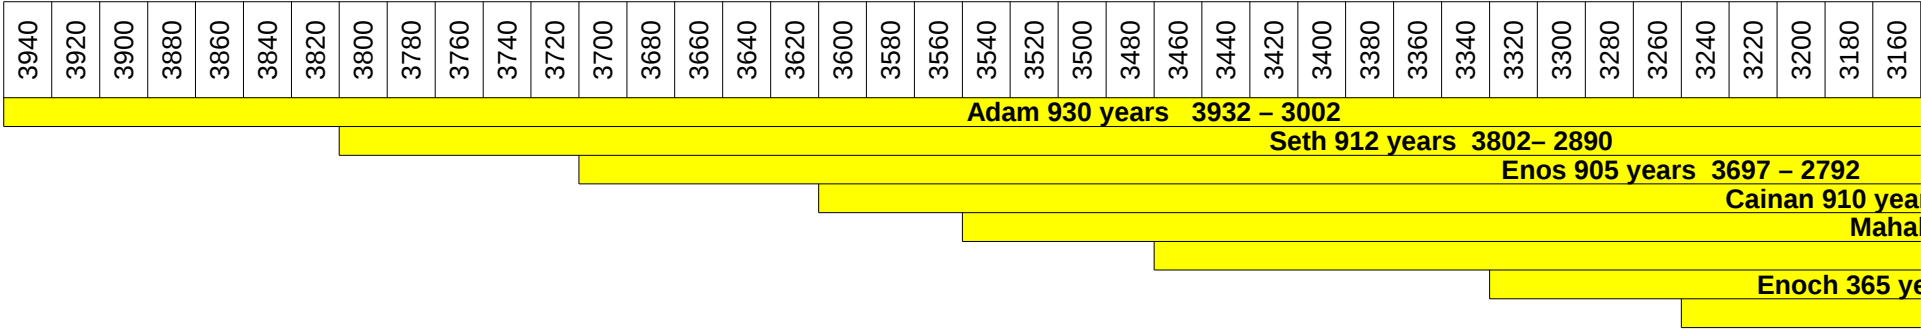 3940 3920 3900 3880 3860 3840 3820 3800 3780 3760 3740 3720 3700 3680 3660 3640 3620 3600 3580 3560 3540 3520 3500 3480 3460 3440 3420 3400 3380 3360 3340 3320 3300 3280 3260 3240 3220 3200 3180 3160
Adam 930 years 3932 – 3002
Seth 912 years 3802– 2890
Enos 905 years 3697 – 2792
Cainan 910 year
Mahal
Enoch 365 ye